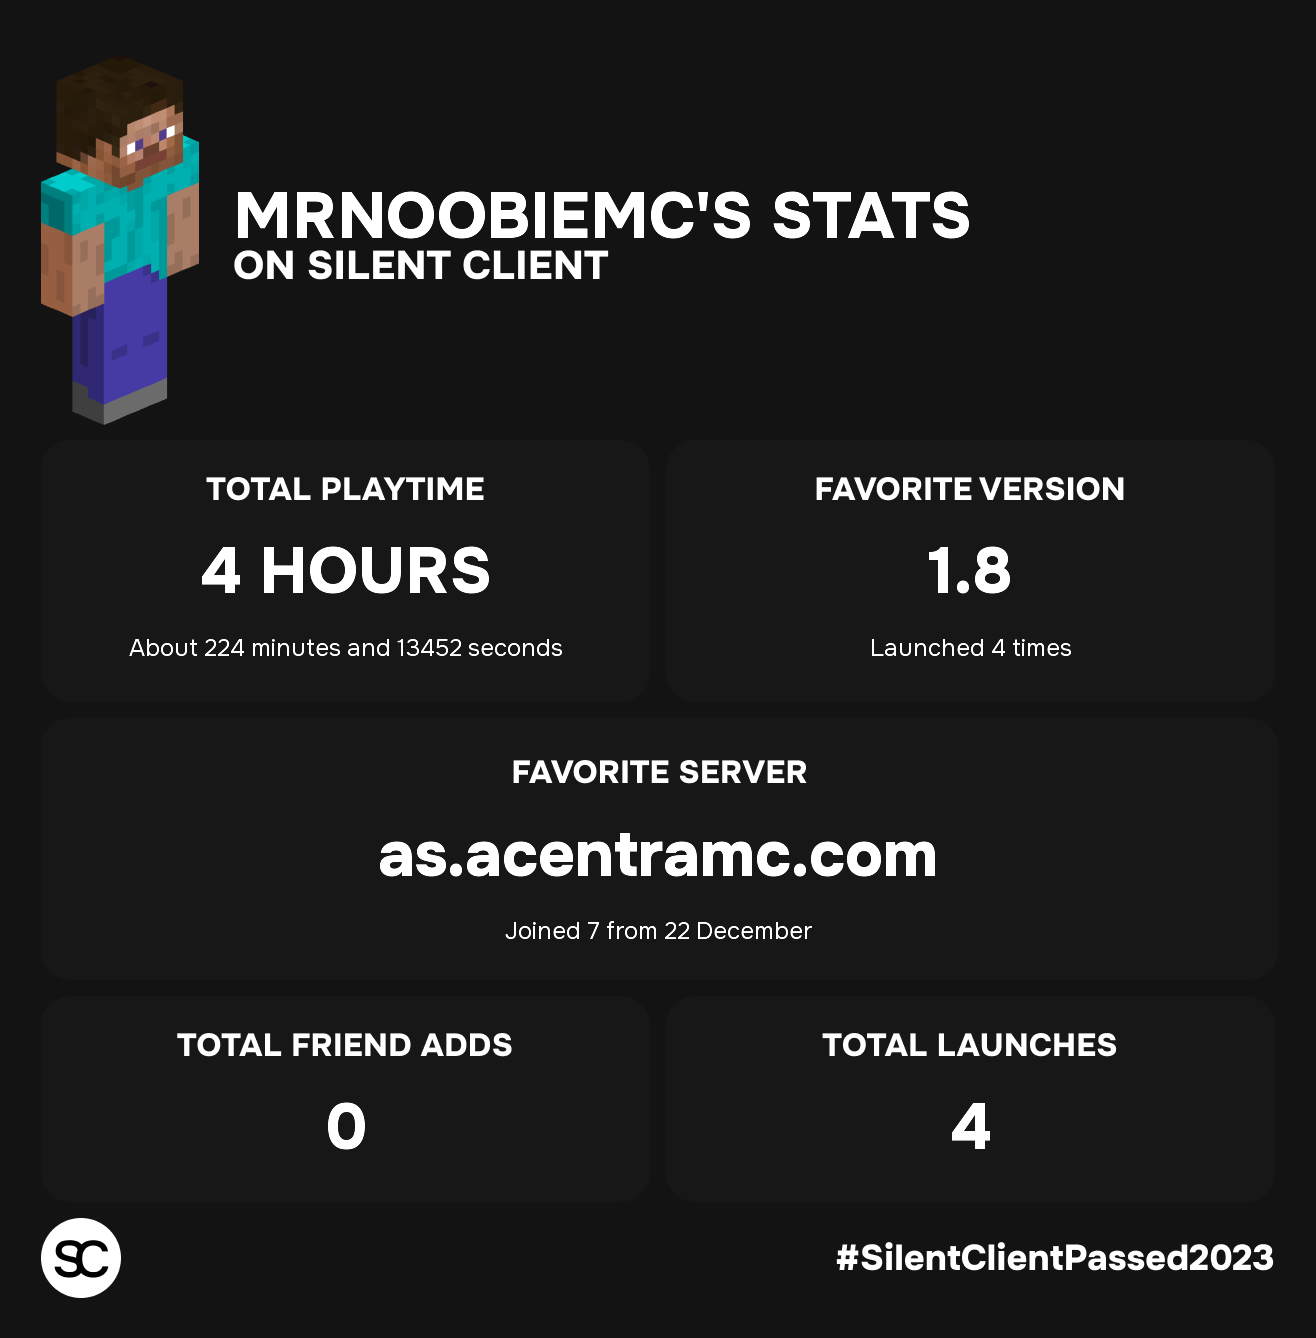 MRNOOBIEMC'S STATS
ON SILENT CLIENT
TOTAL PLAYTIME
4 HOURS
About 224 minutes and 13452 seconds
FAVORITE VERSION
1.8
Launched 4 times
FAVORITE SERVER
as.acentramc.com
Joined 7 from 22 December
TOTAL FRIEND ADDS
0
TOTAL LAUNCHES
4
SC
#SilentClientPassed2023